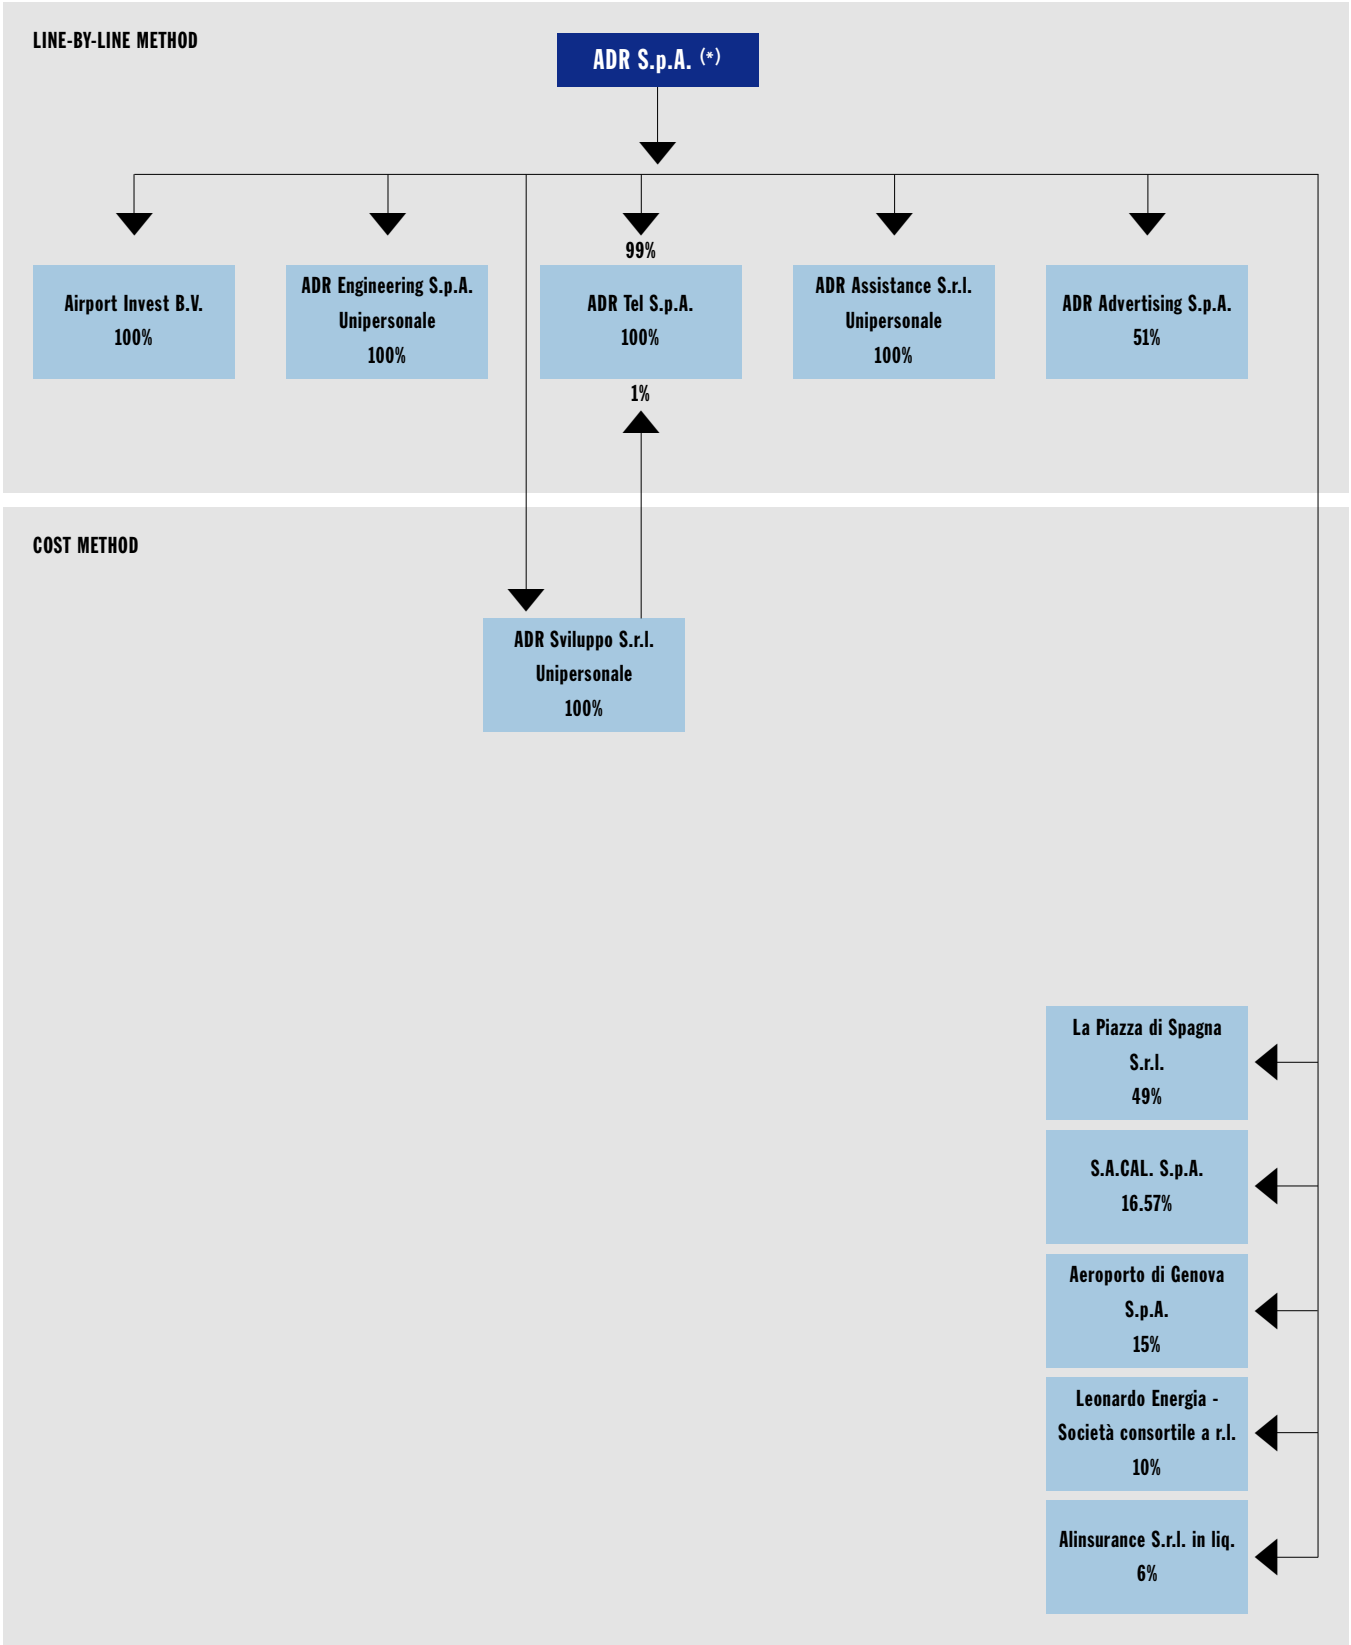 LINE-BY-LINE METHOD
ADR S.p.A. (*)
99%
Airport Invest B.V.
100%
ADR Engineering S.p.A.
Unipersonale
100%
ADR Tel S.p.A.
100%
ADR Assistance S.r.l.
Unipersonale
100%
ADR Advertising S.p.A.
51%
1%
COST METHOD
ADR Sviluppo S.r.l.
Unipersonale
100%
La Piazza di Spagna
S.r.l.
49%
S.A.CAL. S.p.A.
16.57%
Aeroporto di Genova
S.p.A.
15%
Leonardo Energia -
Società consortile a r.l.
10%
Alinsurance S.r.l. in liq.
6%